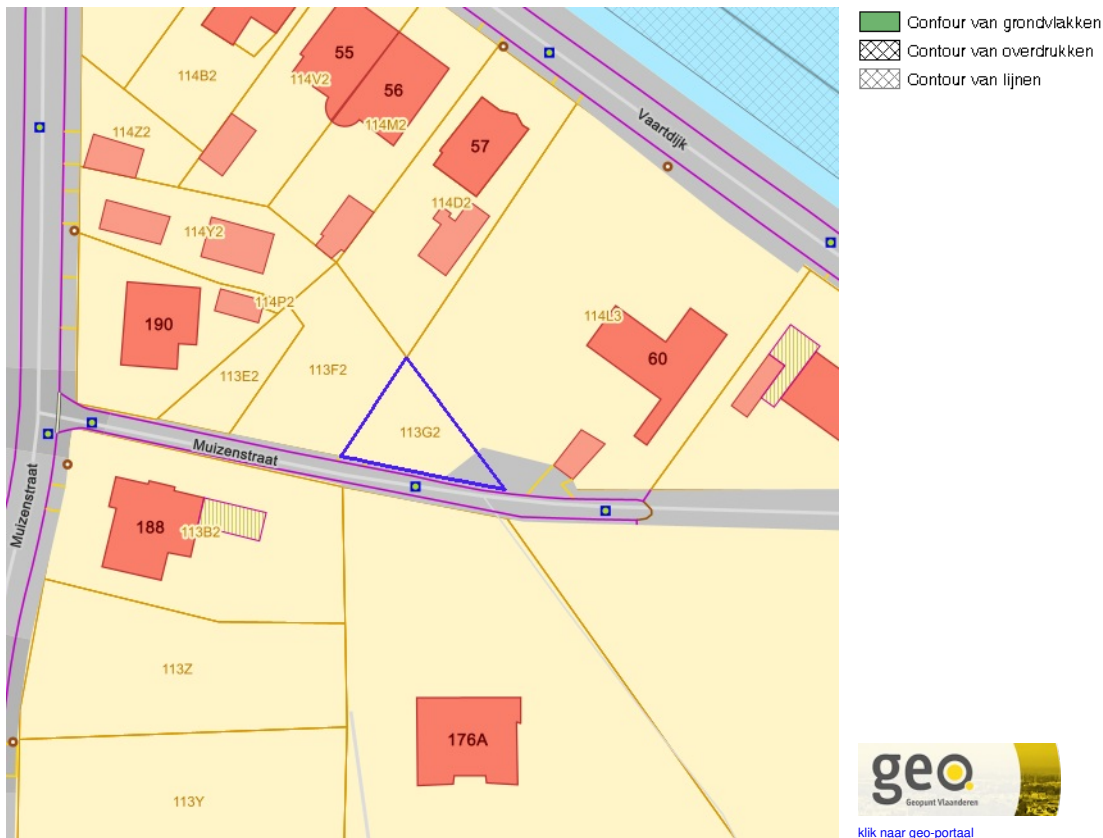 Contour van grondvlakken
Contour van overdrukken
Contour van lijnen
55
114B2
114V2
56
114M2
Vaartdijk
114Z2
57
114D2
114Y2
114P2
190
114L3
60
113E2
113F2
113G2
Muizenstraat
Muizenstraat
188
113B2
113Z
176A
113Y
geo.
Geopunt Vlaanderen
klik naar geo-portaal